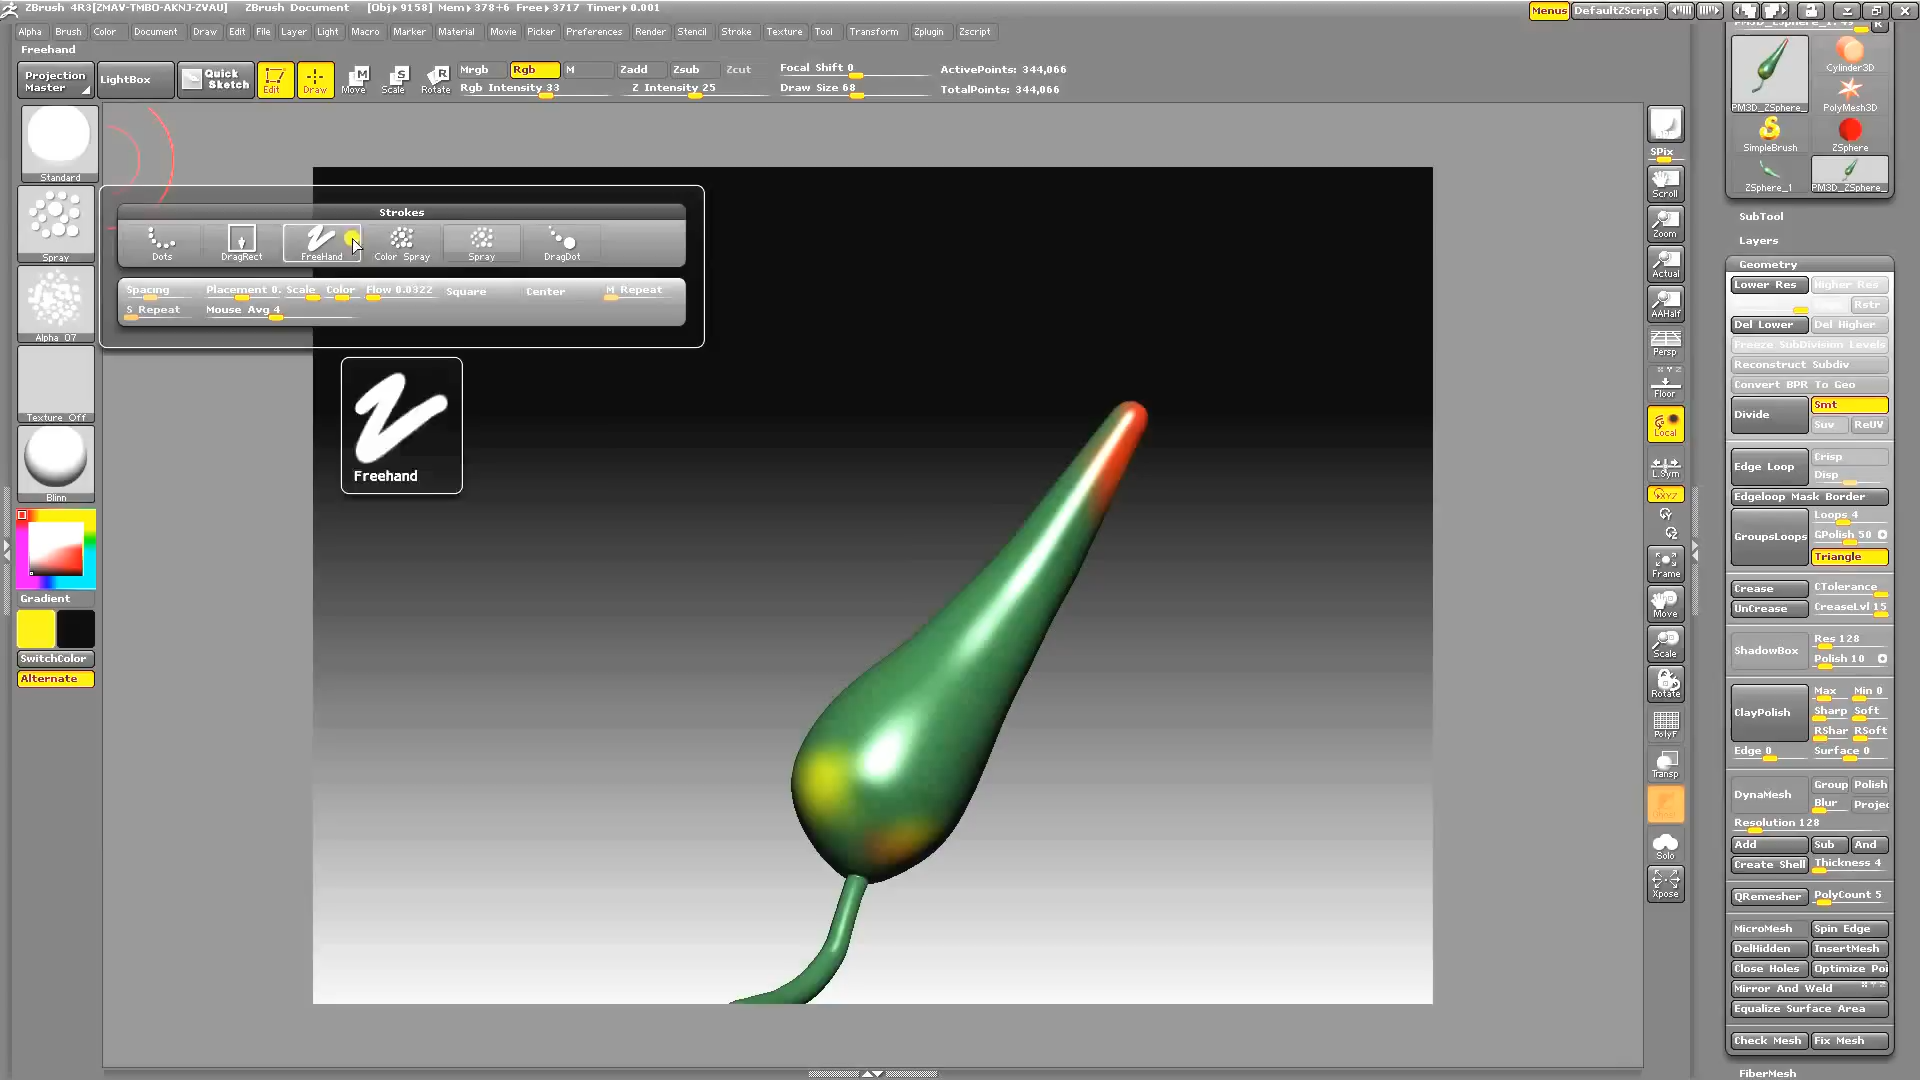 ZBrush 4R3[ZMAV-TMBO-AKNJ-ZVAU] ZBrush Document [Obj▸9158] Mem▸378+6 Free▸3717 Timer▸0.001 Menus DefaultZScript
Alpha Brush Color Document Draw Edit File Layer Light Macro Marker Material Movie Picker Preferences Render Stencil Stroke Texture Tool Transform Zplugin Zscript
Freehand
Projection Master
LightBox
Quick Sketch
Edit
Draw
Move
Scale
Rotate
Mrgb Rgb M Zadd Zsub Zcut
Rgb Intensity 33 Z Intensity 25
Focal Shift 0
Draw Size 68
ActivePoints: 344,066
TotalPoints: 344,066
Standard
Spray
Alpha 07
Texture Off
Blinn
Gradient
SwitchColor
Alternate
Strokes
Dots DragRect FreeHand Color Spray Spray DragDot
Spacing Placement 0. Scale Color Flow 0.0322 Square Center M Repeat
S Repeat Mouse Avg 4
Freehand
SPix
Scroll
Zoom
Actual
AAHalf
Persp
Floor
Local
L.Sym
XYZ
Frame
Move
Scale
Rotate
PolyF
Transp
Solo
Xpose
PM3D_ZSphere_
Cylinder3D
PolyMesh3D
SimpleBrush
ZSphere
ZSphere_1
PM3D_ZSphere_
SubTool
Layers
Geometry
Lower Res Higher Res
Rstr
Del Lower Del Higher
Freeze SubDivision Levels
Reconstruct Subdiv
Convert BPR To Geo
Divide
Smt
Suv ReUV
Edge Loop
Crisp
Disp
Edgeloop Mask Border
GroupsLoops
Loops 4
GPolish 50
Triangle
Crease CTolerance
UnCrease CreaseLvl 15
ShadowBox
Res 128
Polish 10
ClayPolish
Max Min 0
Sharp Soft
RShar RSoft
Edge 0 Surface 0
DynaMesh
Group Polish
Blur Projec
Resolution 128
Add Sub And
Create Shell Thickness 4
QRemesher PolyCount 5
MicroMesh Spin Edge
DelHidden InsertMesh
Close Holes Optimize Poi
Mirror And Weld
Equalize Surface Area
Check Mesh Fix Mesh
FiberMesh